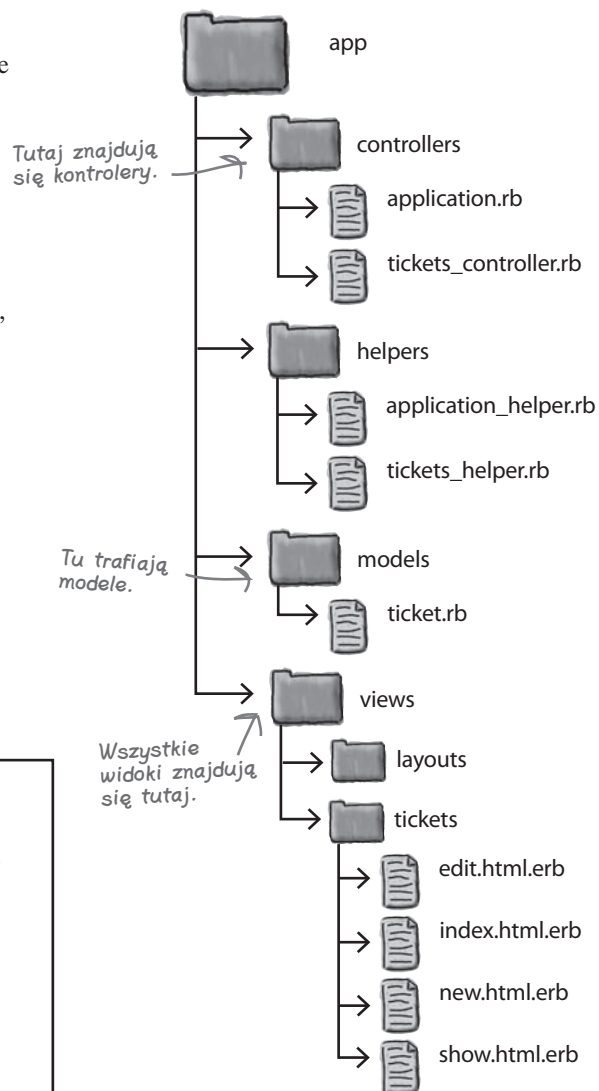 e
app
Tutaj znajdują
się kontrolery.
controllers
application.rb
tickets_controller.rb
,
helpers
application_helper.rb
tickets_helper.rb
Tu trafiają
modele.
models
ticket.rb
views
Wszystkie
widoki znajdują
się tutaj.
layouts
tickets
edit.html.erb
index.html.erb
new.html.erb
show.html.erb